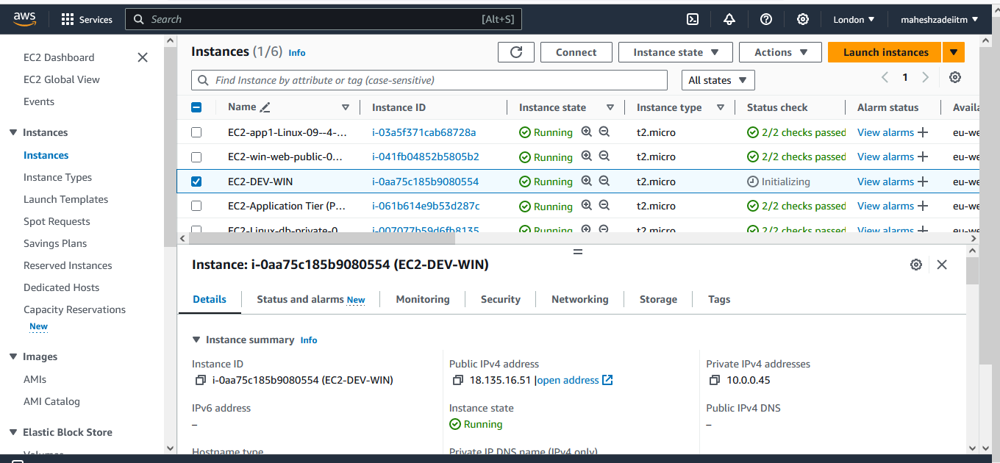 aws Services Search [Alt+S] London maheshzadeiitm
EC2 Dashboard
EC2 Global View
Events
Instances
Instances
Instance Types
Launch Templates
Spot Requests
Savings Plans
Reserved Instances
Dedicated Hosts
Capacity Reservations
New
Images
AMIs
AMI Catalog
Elastic Block Store
Volumes
Instances (1/6) Info Connect Instance state Actions Launch instances
Find Instance by attribute or tag (case-sensitive) All states 1
Name Instance ID Instance state Instance type Status check Alarm status Availa
EC2-app1-Linux-09--4-... i-03a5f371cab68728a Running t2.micro 2/2 checks passed View alarms + eu-we
EC2-win-web-public-0... i-041fb04852b5805b2 Running t2.micro 2/2 checks passed View alarms + eu-we
EC2-DEV-WIN i-0aa75c185b9080554 Running t2.micro Initializing View alarms + eu-we
EC2-Application Tier (P... i-061b614e9b53d287c Running t2.micro 2/2 checks passed View alarms + eu-we
EC2-Linux-db-private-0 i-007077b59d6fb8135 Running t2.micro 2/2 checks passed View alarms + eu-we
Instance: i-0aa75c185b9080554 (EC2-DEV-WIN)
Details Status and alarms New Monitoring Security Networking Storage Tags
Instance summary Info
Instance ID
i-0aa75c185b9080554 (EC2-DEV-WIN)
Public IPv4 address
18.135.16.51 |open address
Private IPv4 addresses
10.0.0.45
IPv6 address
–
Instance state
Running
Public IPv4 DNS
–
Hostname type
Private IP DNS name (IPv4 only)